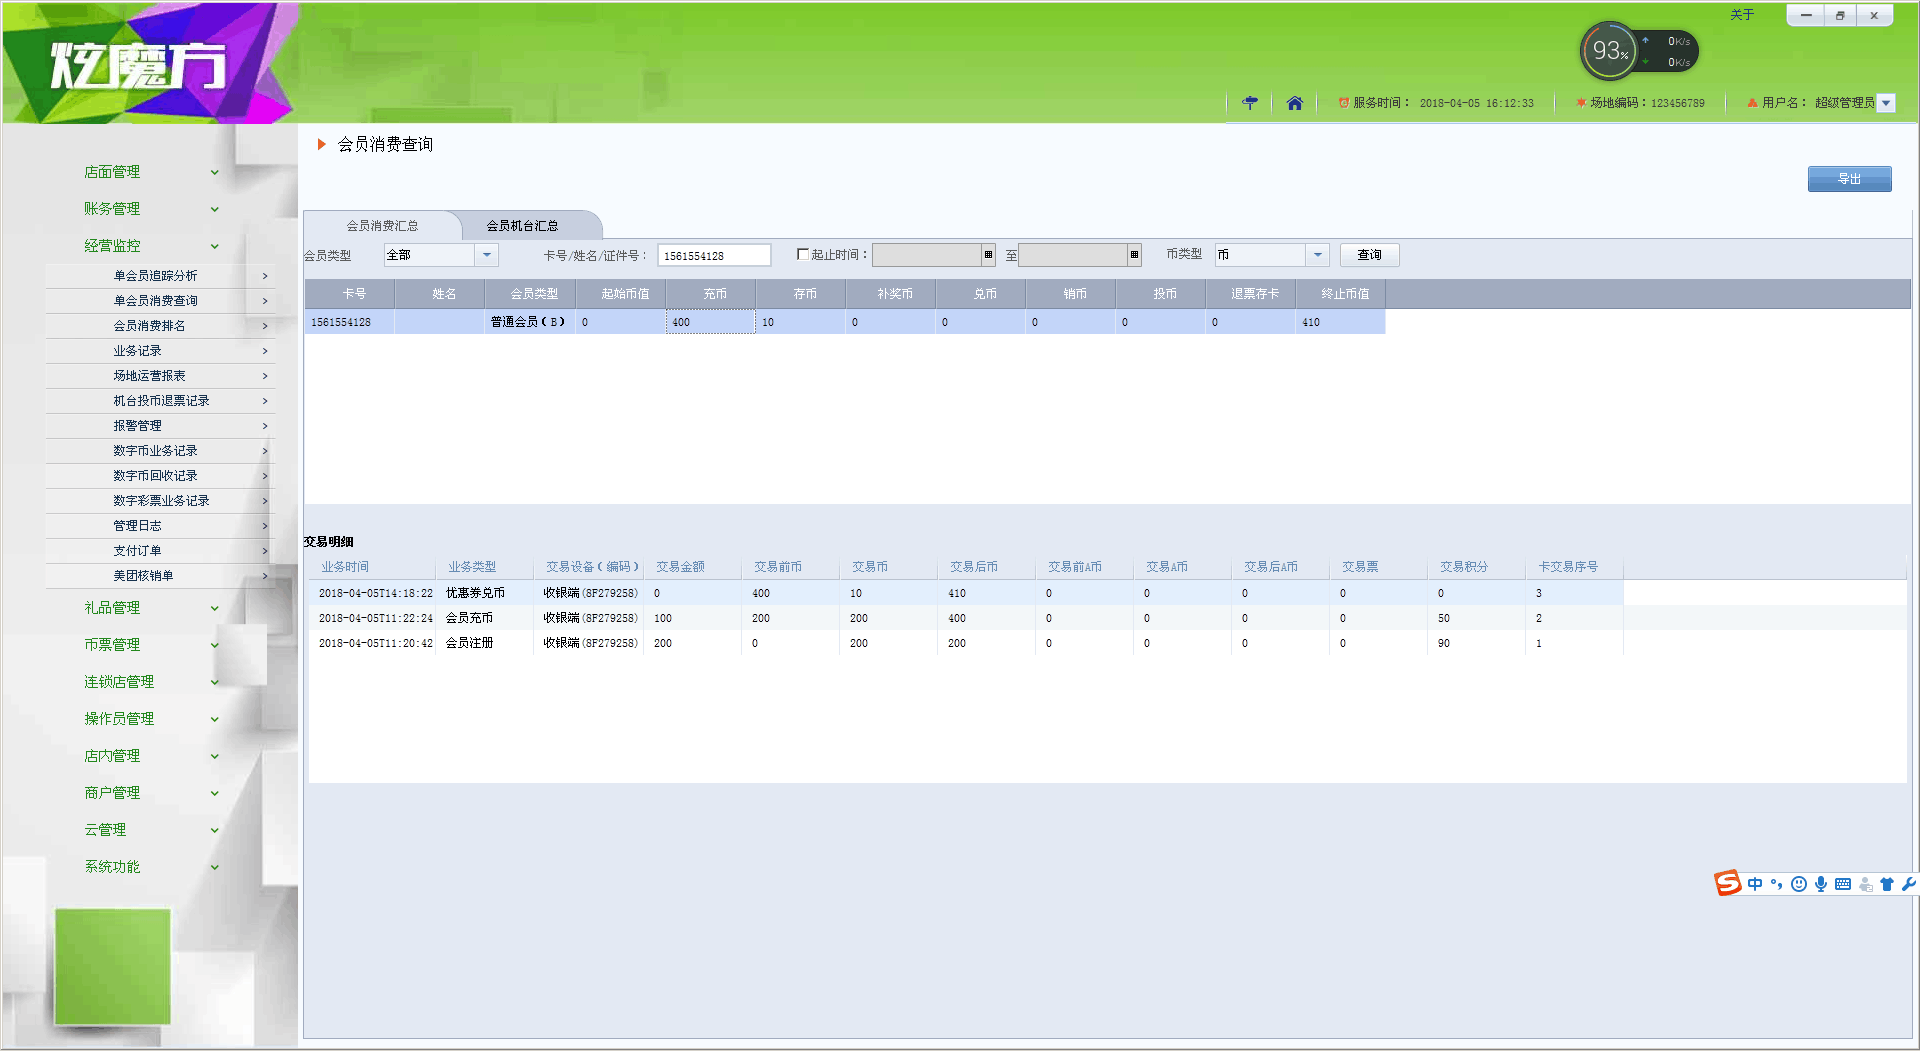 炫魔方
关于
93%
0K/s
0K/s
服务时间： 2018-04-05 16:12:33
场地编码：123456789
用户名： 超级管理员
店面管理
账务管理
经营监控
单会员追踪分析
单会员消费查询
会员消费排名
业务记录
场地运营报表
机台投币退票记录
报警管理
数字币业务记录
数字币回收记录
数字彩票业务记录
管理日志
支付订单
美团核销单
礼品管理
币票管理
连锁店管理
操作员管理
店内管理
商户管理
云管理
系统功能
会员消费查询
导出
会员消费汇总 会员机台汇总
会员类型 全部 卡号/姓名/证件号： 1561554128 起止时间： 至 币类型 币 查询
卡号 姓名 会员类型 起始币值 充币 存币 补奖币 兑币 销币 投币 退票存卡 终止币值
1561554128 普通会员(B) 0 400 10 0 0 0 0 0 410
交易明细
业务时间 业务类型 交易设备(编码) 交易金额 交易前币 交易币 交易后币 交易前A币 交易A币 交易后A币 交易票 交易积分 卡交易序号
2018-04-05T14:18:22 优惠券兑币 收银端(8F279258) 0 400 10 410 0 0 0 0 0 3
2018-04-05T11:22:24 会员充币 收银端(8F279258) 100 200 200 400 0 0 0 0 50 2
2018-04-05T11:20:42 会员注册 收银端(8F279258) 200 0 200 200 0 0 0 0 90 1
中